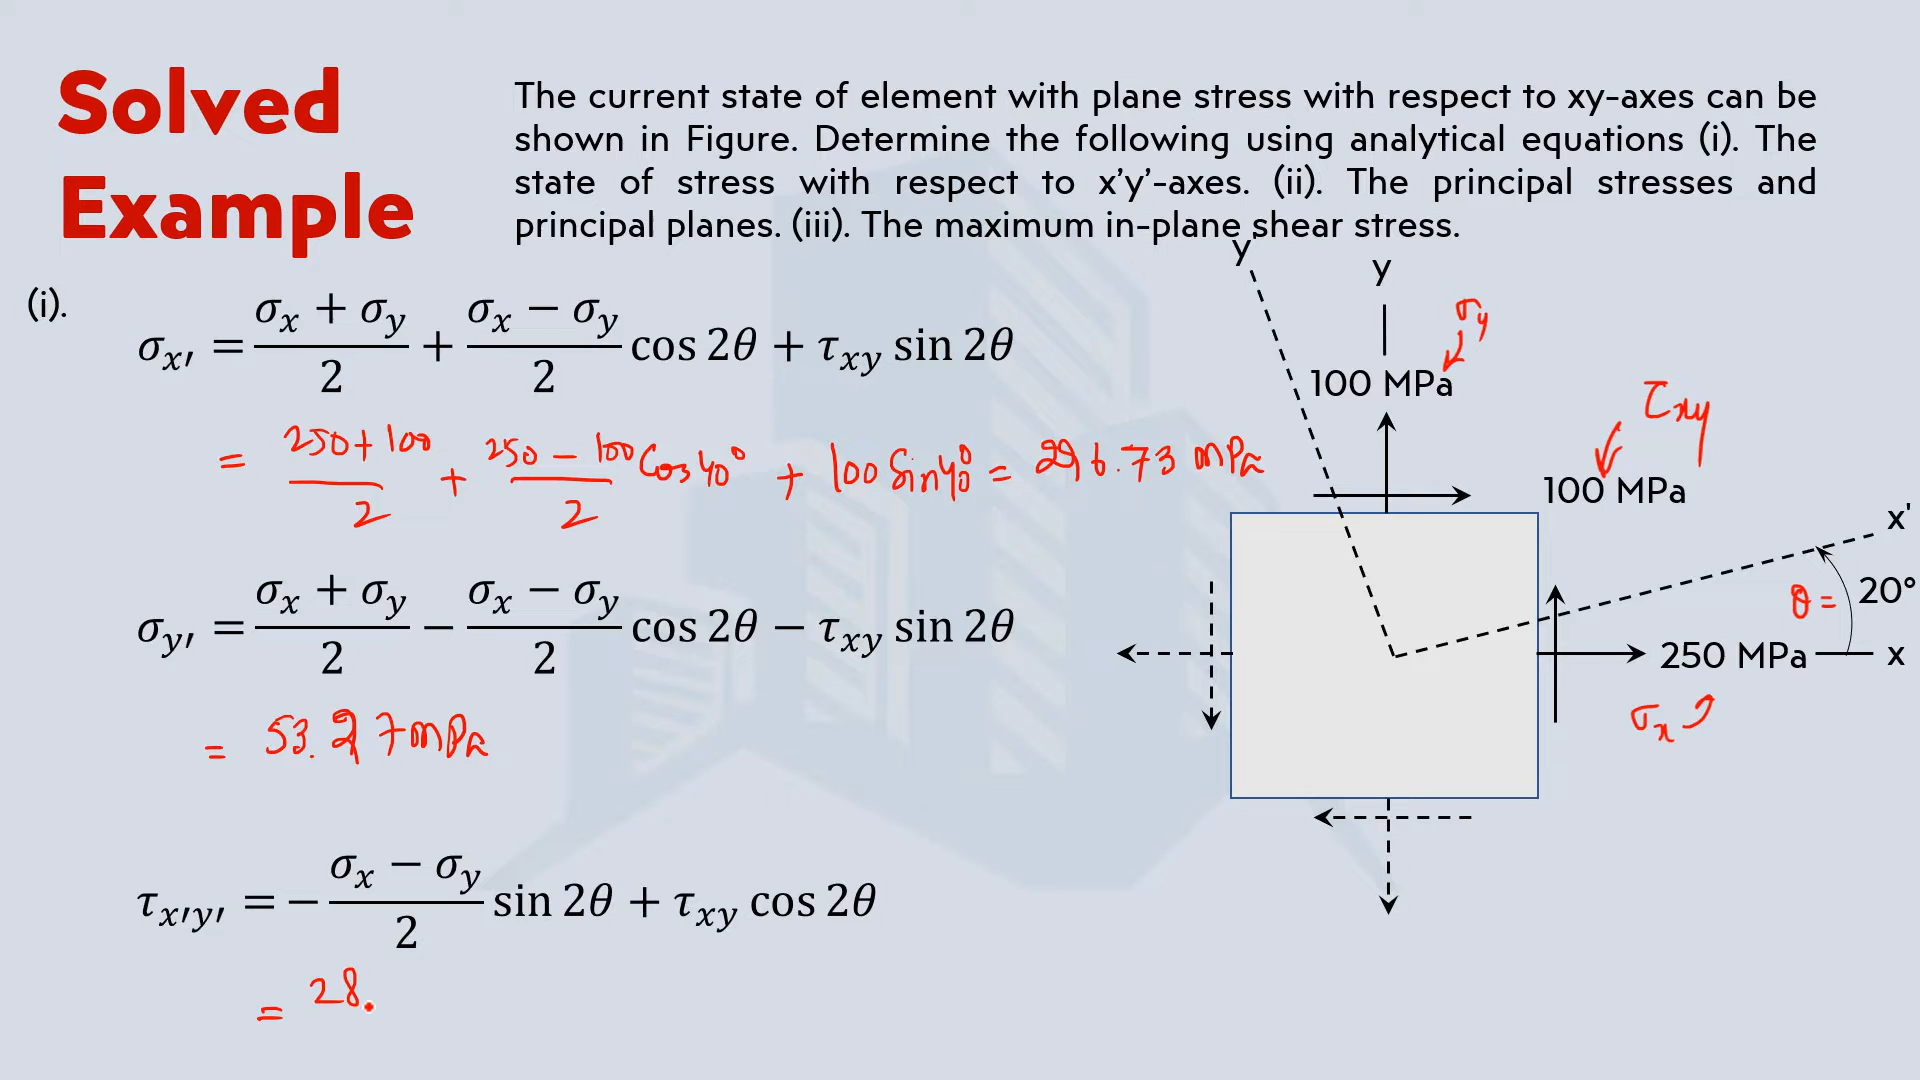 Solved
Example
The current state of element with plane stress with respect to xy-axes can be
shown in Figure. Determine the following using analytical equations (i). The
state of stress with respect to x’y’-axes. (ii). The principal stresses and
principal planes. (iii). The maximum in-plane shear stress.
(i).
σx′ = (σx + σy)/2 + (σx − σy)/2 cos 2θ + τxy sin 2θ
= (250+100)/2 + (250−100)/2 Cos40° + 100 Sin40° = 296.73 MPa
σy′ = (σx + σy)/2 − (σx − σy)/2 cos 2θ − τxy sin 2θ
= 53.27 MPa
τx′y′ = −(σx − σy)/2 sin 2θ + τxy cos 2θ
= 28.
y'
y
σy
100 MPa
τxy
100 MPa
x'
θ = 20°
250 MPa
x
σx